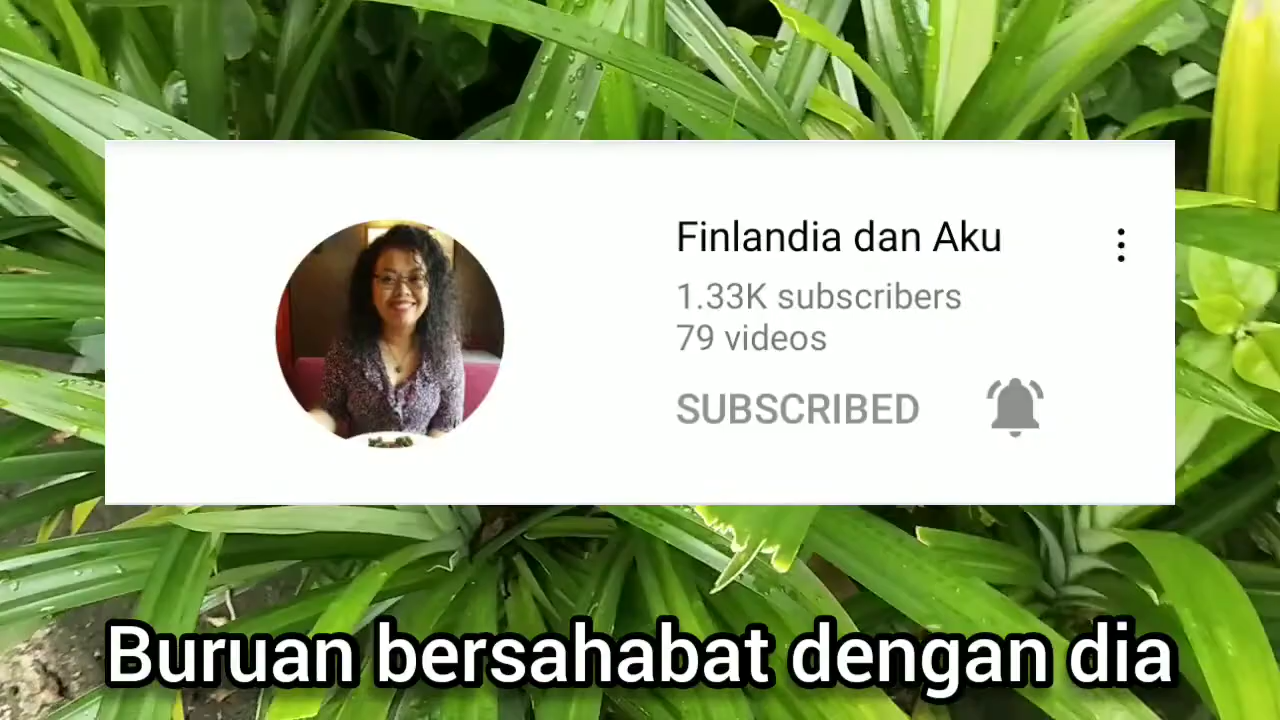 Finlandia dan Aku
1.33K subscribers
79 videos
SUBSCRIBED
Buruan bersahabat dengan dia